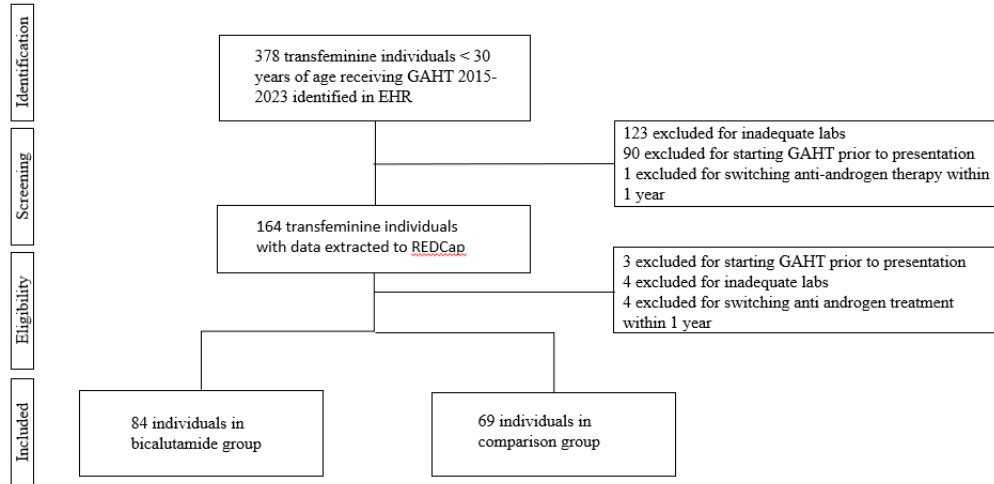 Identification
378 transfeminine individuals < 30
years of age receiving GAHT 2015-
2023 identified in EHR
Screening
123 excluded for inadequate labs
90 excluded for starting GAHT prior to presentation
1 excluded for switching anti-androgen therapy within
1 year
164 transfeminine individuals
with data extracted to REDCap
Eligibility
3 excluded for starting GAHT prior to presentation
4 excluded for inadequate labs
4 excluded for switching anti androgen treatment
within 1 year
Included
84 individuals in
bicalutamide group
69 individuals in
comparison group